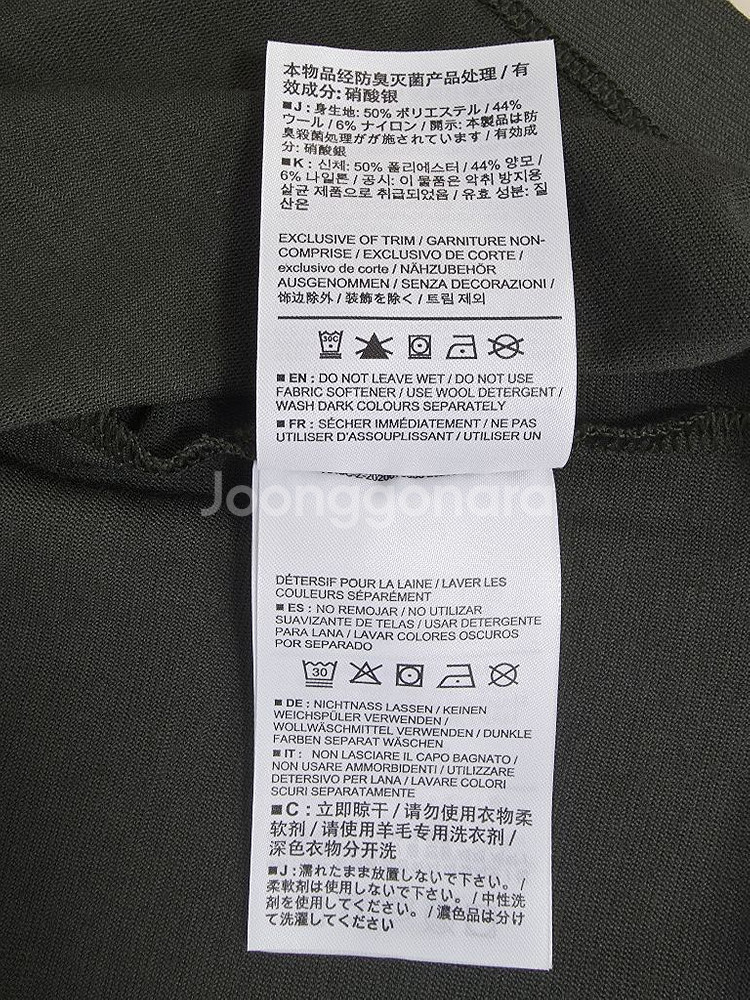 本物品经防臭灭菌产品处理 / 有
效成分: 硝酸银
■ J : 身生地: 50% ポリエステル / 44%
ウール / 6% ナイロン / 開示: 本製品は防
臭殺菌処理がが施されています / 有効成
分: 硝酸銀
■ K : 신체: 50% 폴리에스터 / 44% 양모 /
6% 나일론 / 공시: 이 물품은 악취 방지용
살균 제품으로 취급되었음 / 유효 성분: 질
산은
EXCLUSIVE OF TRIM / GARNITURE NON-
COMPRISE / EXCLUSIVO DE CORTE /
exclusivo de corte / NÄHZUBEHÖR
AUSGENOMMEN / SENZA DECORAZIONI /
饰边除外 / 装飾を除く / 트림 제외
30C
■ EN : DO NOT LEAVE WET / DO NOT USE
FABRIC SOFTENER / USE WOOL DETERGENT /
WASH DARK COLOURS SEPARATELY
■ FR : SÉCHER IMMÉDIATEMENT / NE PAS
UTILISER D'ASSOUPLISSANT / UTILISER UN
Joonggonara
DÉTERSIF POUR LA LAINE / LAVER LES
COULEURS SÉPARÉMENT
■ ES : NO REMOJAR / NO UTILIZAR
SUAVIZANTE DE TELAS / USAR DETERGENTE
PARA LANA / LAVAR COLORES OSCUROS
POR SEPARADO
30
■ DE : NICHTNASS LASSEN / KEINEN
WEICHSPÜLER VERWENDEN /
WOLLWÄSCHMITTEL VERWENDEN / DUNKLE
FARBEN SEPARAT WÄSCHEN
■ IT : NON LASCIARE IL CAPO BAGNATO /
NON USARE AMMORBIDENTI / UTILIZZARE
DETERSIVO PER LANA / LAVARE COLORI
SCURI SEPARATAMENTE
■ C : 立即晾干 / 请勿使用衣物柔
软剂 / 请使用羊毛专用洗衣剂 /
深色衣物分开洗
■ J : 濡れたまま放置しないで下さい。 /
柔軟剤は使用しないで下さい。 / 中性洗
剤を使用してください。 / 濃色品は分け
て洗濯してください